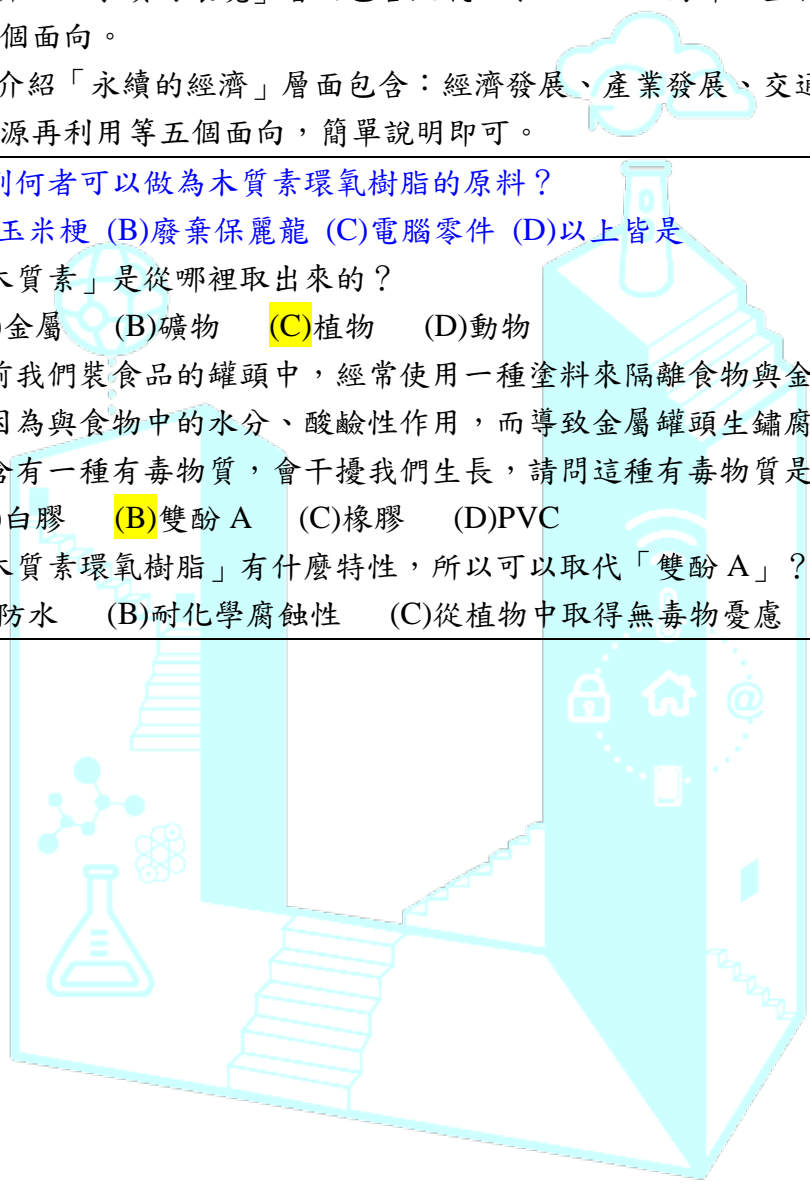 個面向。
介紹「永續的經濟」層面包含：經濟發展、產業發展、交通
源再利用等五個面向，簡單說明即可。
列何者可以做為木質素環氧樹脂的原料？
玉米梗 (B)廢棄保麗龍 (C)電腦零件 (D)以上皆是
木質素」是從哪裡取出來的？
)金屬 (B)礦物 (C)植物 (D)動物
前我們裝食品的罐頭中，經常使用一種塗料來隔離食物與金
因為與食物中的水分、酸鹼性作用，而導致金屬罐頭生鏽腐
含有一種有毒物質，會干擾我們生長，請問這種有毒物質是
)白膠 (B)雙酚 A (C)橡膠 (D)PVC
木質素環氧樹脂」有什麼特性，所以可以取代「雙酚 A」？
防水 (B)耐化學腐蝕性 (C)從植物中取得無毒物憂慮
@